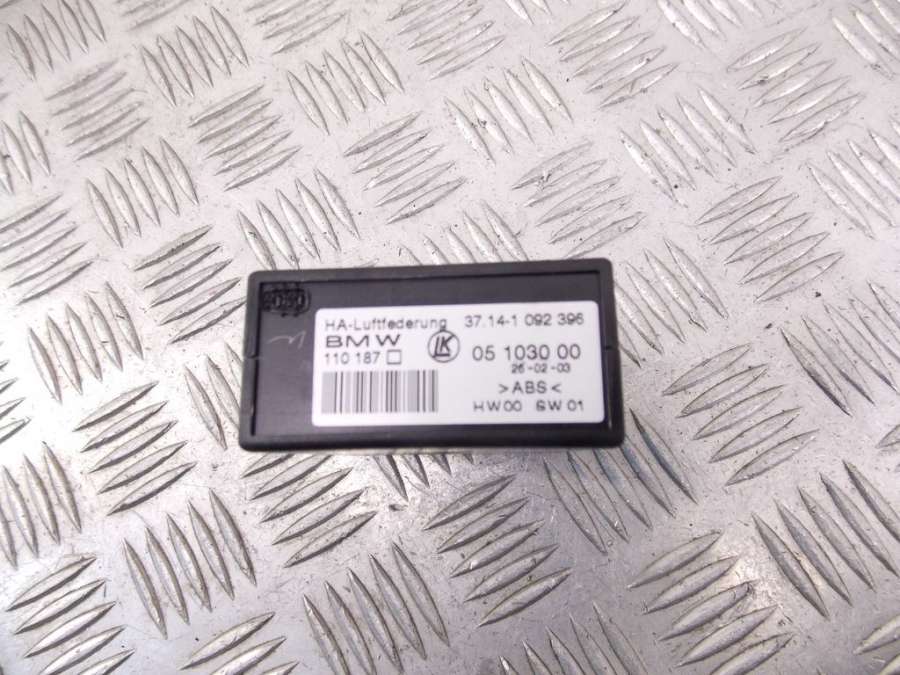 HA-Luftfederung 37.14-1 092 396
BMW LK 05 1030 00
110 187 26-02-03
>ABS<
HW00 SW01